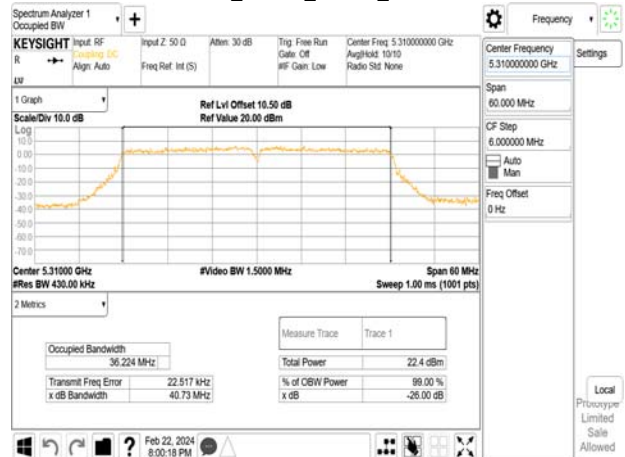 Spectrum Analyzer 1
Occupied BW
Frequency
KEYSIGHT
R
LW
Input: RF
Coupling: DC
Align: Auto
Input Z: 50 Ω
Freq Ref: Int (S)
Atten: 30 dB
Trig: Free Run
Gate: Off
#IF Gain: Low
Center Freq: 5.310000000 GHz
Avg|Hold: 10/10
Radio Std: None
Center Frequency
5.310000000 GHz
Settings
Span
60.000 MHz
CF Step
6.000000 MHz
Auto
Man
Freq Offset
0 Hz
1 Graph
Scale/Div 10.0 dB
Ref Lvl Offset 10.50 dB
Ref Value 20.00 dBm
Log
10.0
0.00
-10.0
-20.0
-30.0
-40.0
-50.0
-60.0
-70.0
Center 5.31000 GHz
#Res BW 430.00 kHz
#Video BW 1.5000 MHz
Span 60 MHz
Sweep 1.00 ms (1001 pts)
2 Metrics
Measure Trace Trace 1
Occupied Bandwidth
36.224 MHz
Total Power 22.4 dBm
Transmit Freq Error 22.517 kHz
% of OBW Power 99.00 %
x dB Bandwidth 40.73 MHz
x dB -26.00 dB
Local
Prototype
Limited
Sale
Allowed
Feb 22, 2024
8:00:18 PM